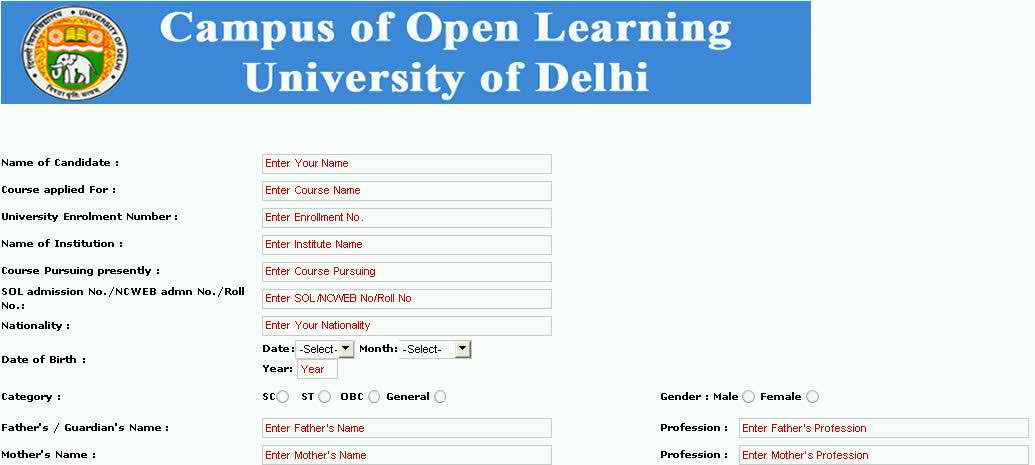 Campus of Open Learning
University of Delhi
UNIVERSITY OF DELHI
Name of Candidate : Enter Your Name
Course applied For : Enter Course Name
University Enrolment Number : Enter Enrollment No.
Name of Institution : Enter Institute Name
Course Pursuing presently : Enter Course Pursuing
SOL admission No./NCWEB admn No./Roll
No.: Enter SOL/NCWEB No/Roll No
Nationality : Enter Your Nationality
Date of Birth : Date: -Select- Month: -Select-
Year: Year
Category : SC ST OBC General Gender : Male Female
Father's / Guardian's Name : Enter Father's Name Profession : Enter Father's Profession
Mother's Name : Enter Mother's Name Profession : Enter Mother's Profession